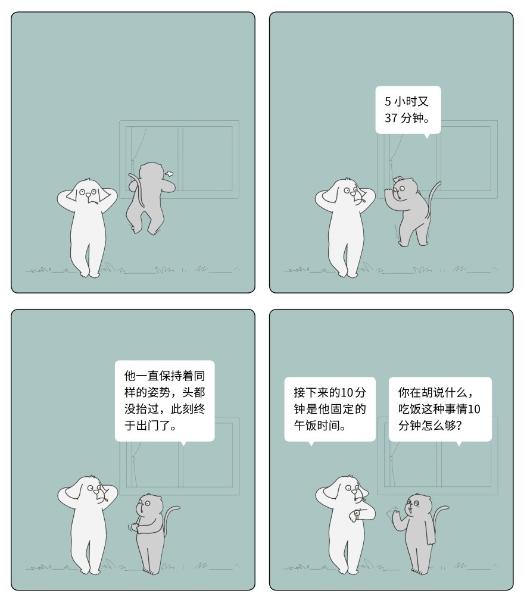 5 小时又
37 分钟。
他一直保持着同
样的姿势，头都
没抬过，此刻终
于出门了。
接下来的10分
钟是他固定的
午饭时间。
你在胡说什么，
吃饭这种事情10
分钟怎么够？